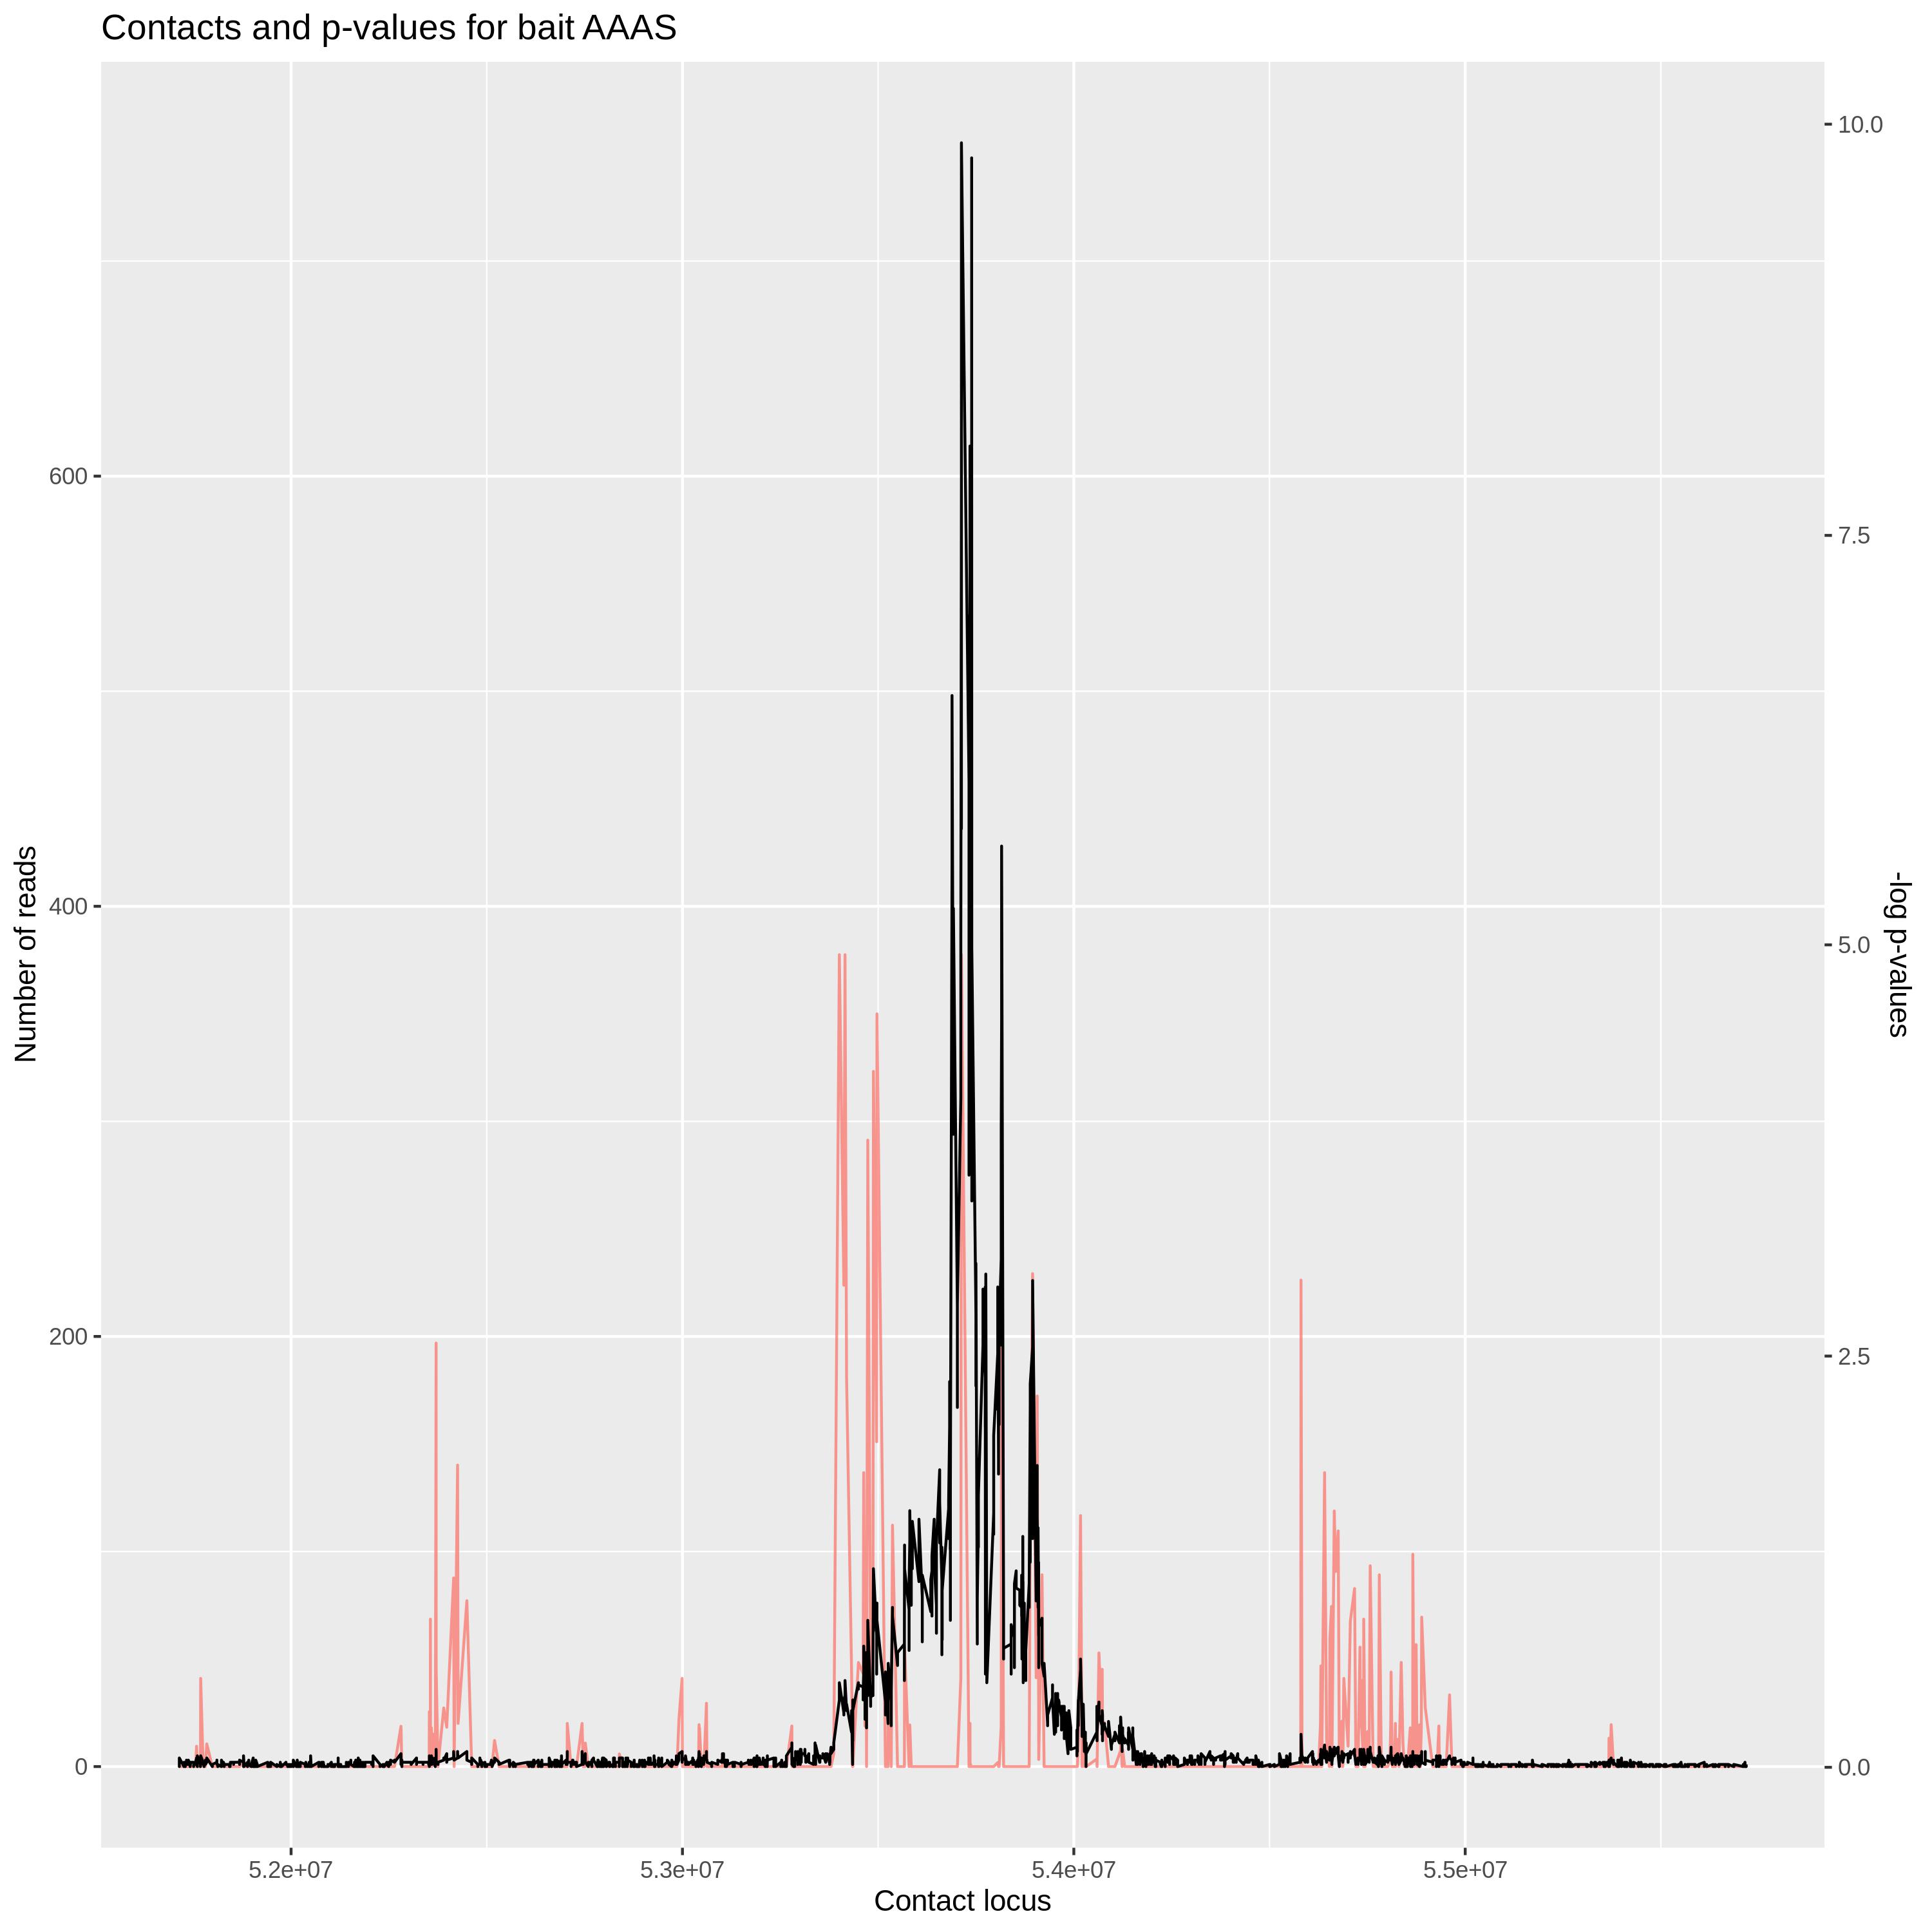 Contacts and p-values for bait AAAS
10.0
7.5
5.0
2.5
0.0
-log p-values
600
400
200
0
Number of reads
5.2e+07 5.3e+07 5.4e+07 5.5e+07
Contact locus